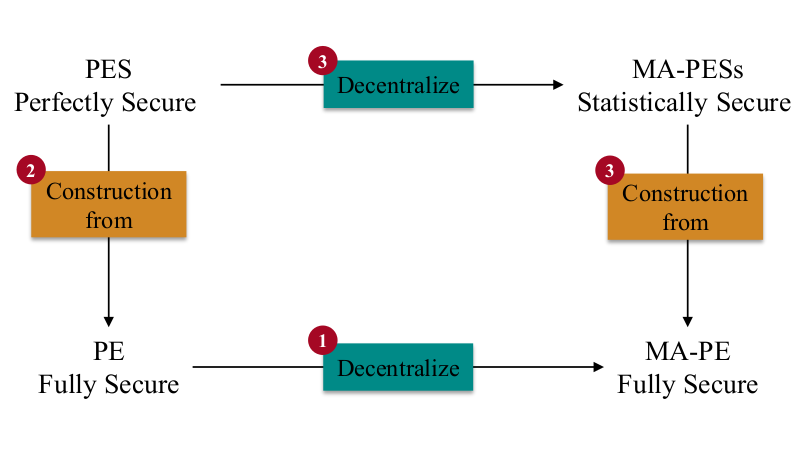 PES
Perfectly Secure
3
Decentralize
MA-PESs
Statistically Secure
2
Construction
from
3
Construction
from
PE
Fully Secure
1
Decentralize
MA-PE
Fully Secure